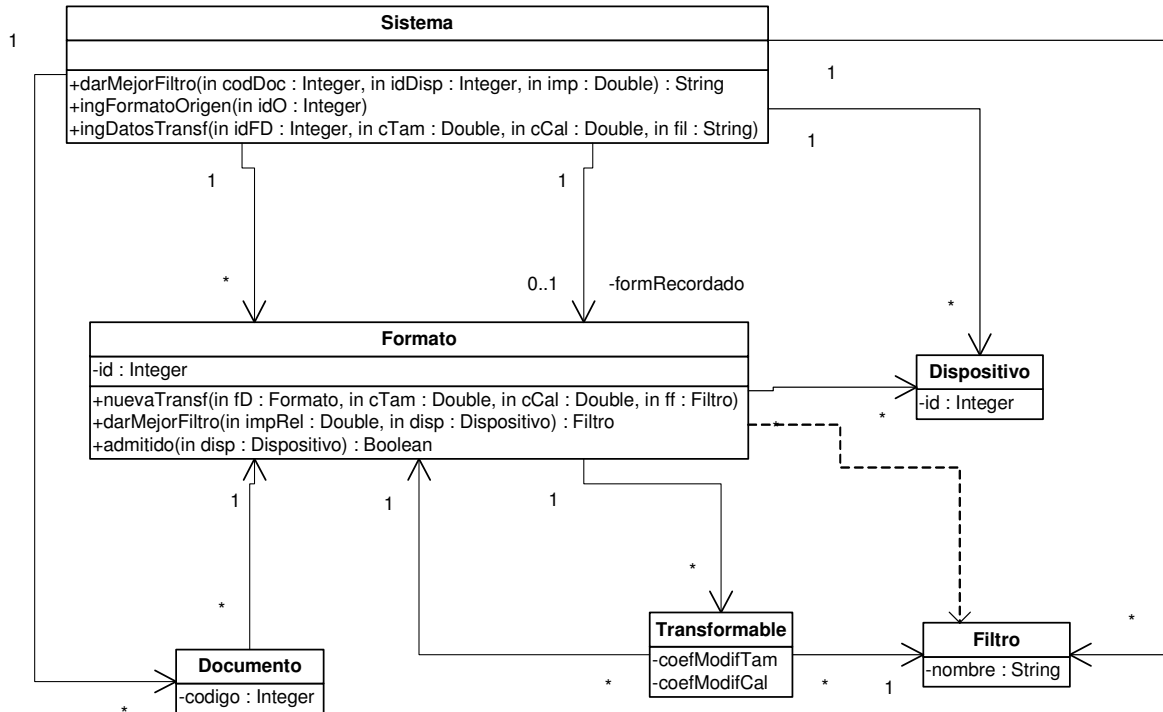 Sistema
1
+darMejorFiltro(in codDoc : Integer, in idDisp : Integer, in imp : Double) : String
1
+ingFormatoOrigen(in idO : Integer)
+ingDatosTransf(in idFD : Integer, in cTam : Double, in cCal : Double, in fil : String)
1
1
1
*
0..1
-formRecordado
*
Formato
-id : Integer
Dispositivo
+nuevaTransf(in fD : Formato, in cTam : Double, in cCal : Double, in ff : Filtro)
-id : Integer
+darMejorFiltro(in impRel : Double, in disp : Dispositivo) : Filtro
*
*
+admitido(in disp : Dispositivo) : Boolean
1
1
1
*
*
*
Transformable
Filtro
Documento
-coefModifTam
-nombre : String
-codigo : Integer
-coefModifCal
*
*
1
*